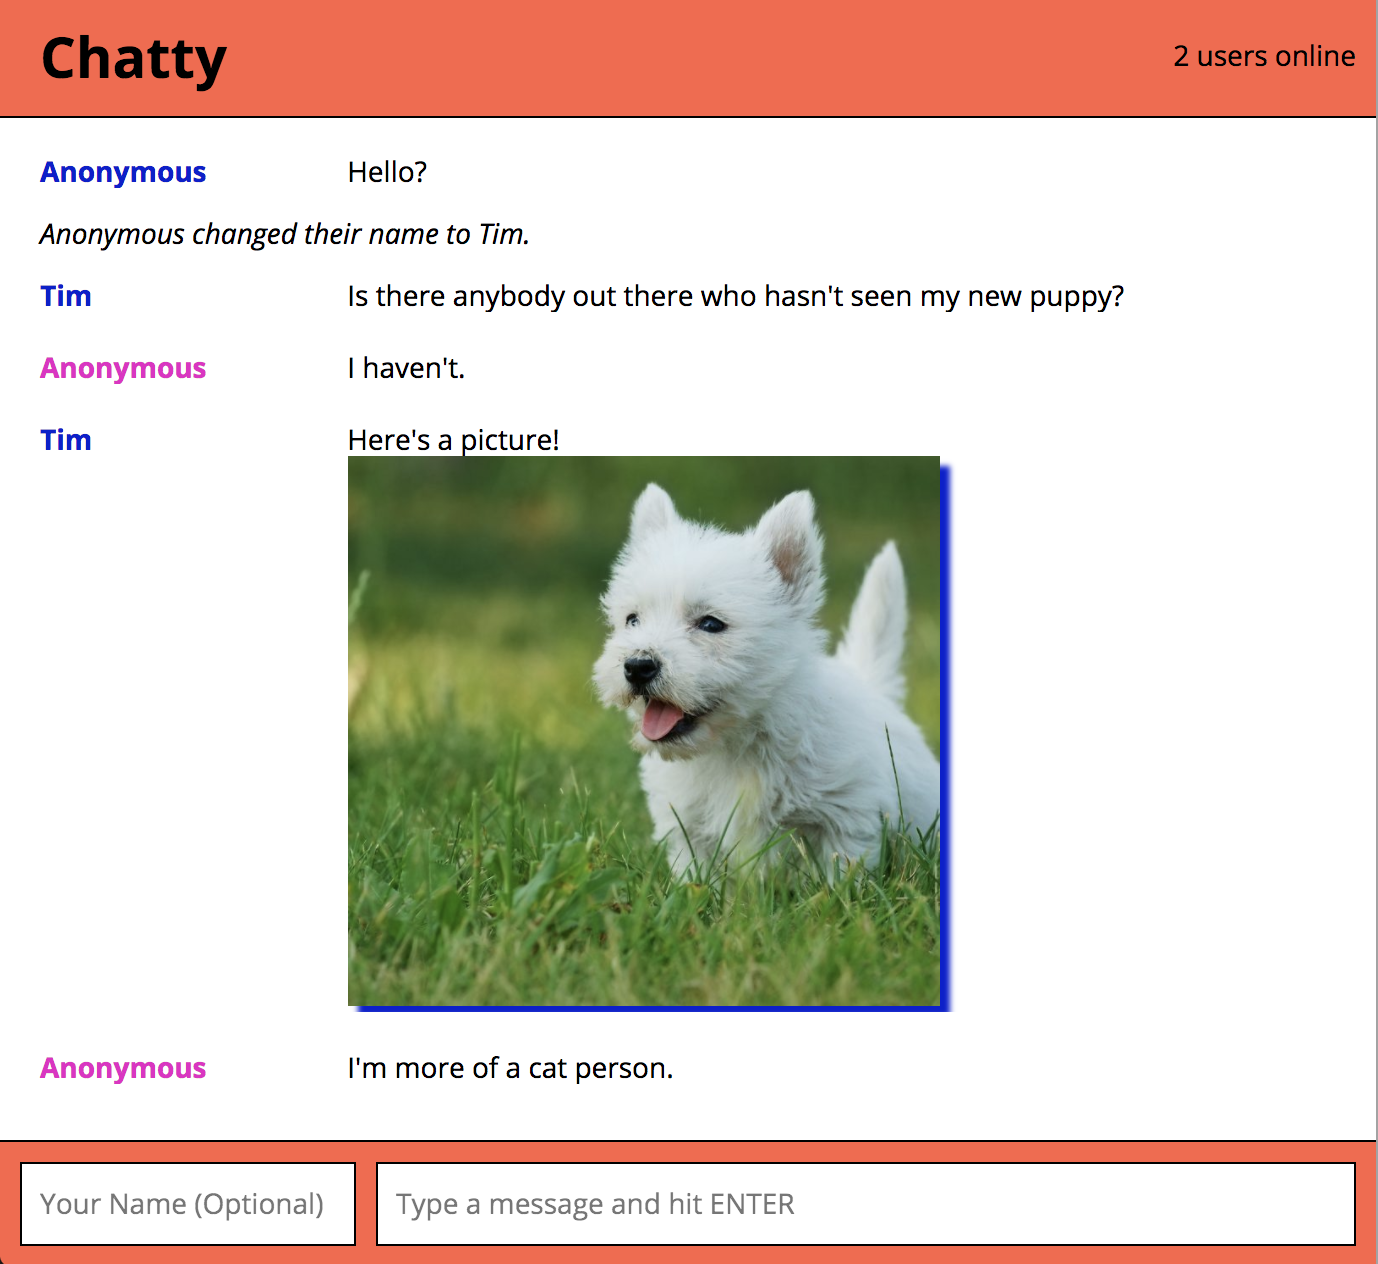 Chatty
2 users online
Anonymous Hello?
Anonymous changed their name to Tim.
Tim Is there anybody out there who hasn't seen my new puppy?
Anonymous I haven't.
Tim Here's a picture!
Anonymous I'm more of a cat person.
Your Name (Optional) Type a message and hit ENTER